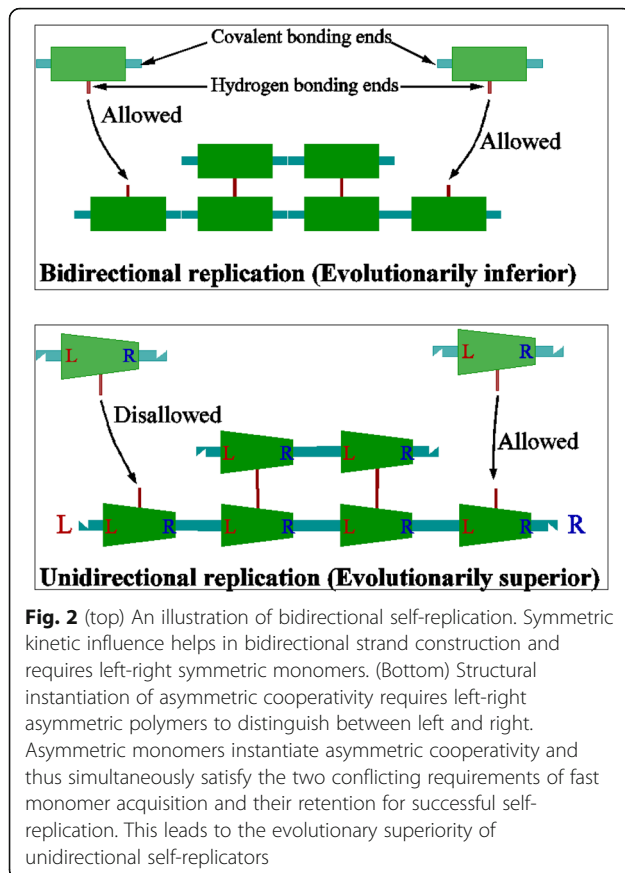 Covalent bonding ends
Hydrogen bonding ends
Allowed
Allowed
Bidirectional replication (Evolutionarily inferior)
L R
L R
Disallowed
Allowed
L R
L R
L L R L R L R L R R
Unidirectional replication (Evolutionarily superior)
Fig. 2 (top) An illustration of bidirectional self-replication. Symmetric
kinetic influence helps in bidirectional strand construction and
requires left-right symmetric monomers. (Bottom) Structural
instantiation of asymmetric cooperativity requires left-right
asymmetric polymers to distinguish between left and right.
Asymmetric monomers instantiate asymmetric cooperativity and
thus simultaneously satisfy the two conflicting requirements of fast
monomer acquisition and their retention for successful self-
replication. This leads to the evolutionary superiority of
unidirectional self-replicators